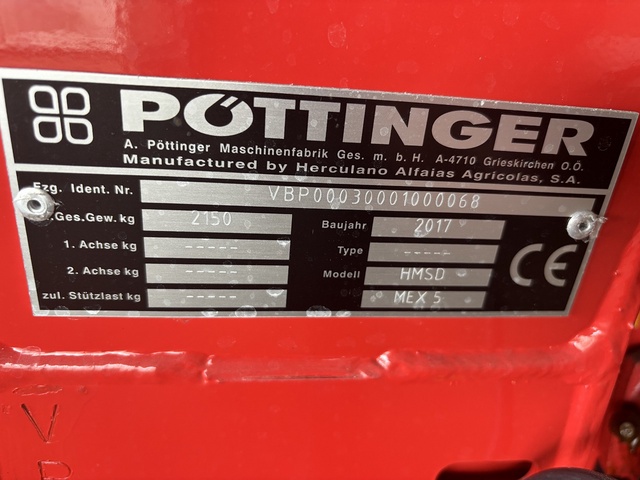 PÖTTINGER
A. Pöttinger Maschinenfabrik Ges. m. b. H. A-4710 Grieskirchen O.Ö.
Manufactured by Herculano Alfaias Agricolas, S.A.
Fzg. Ident. Nr. VBP00030001000068
Ges.Gew. kg 2150 Baujahr 2017
1. Achse kg ----- Type -----
2. Achse kg ----- Modell HMSD
zul. Stützlast kg ----- MEX 5
CE
V
P